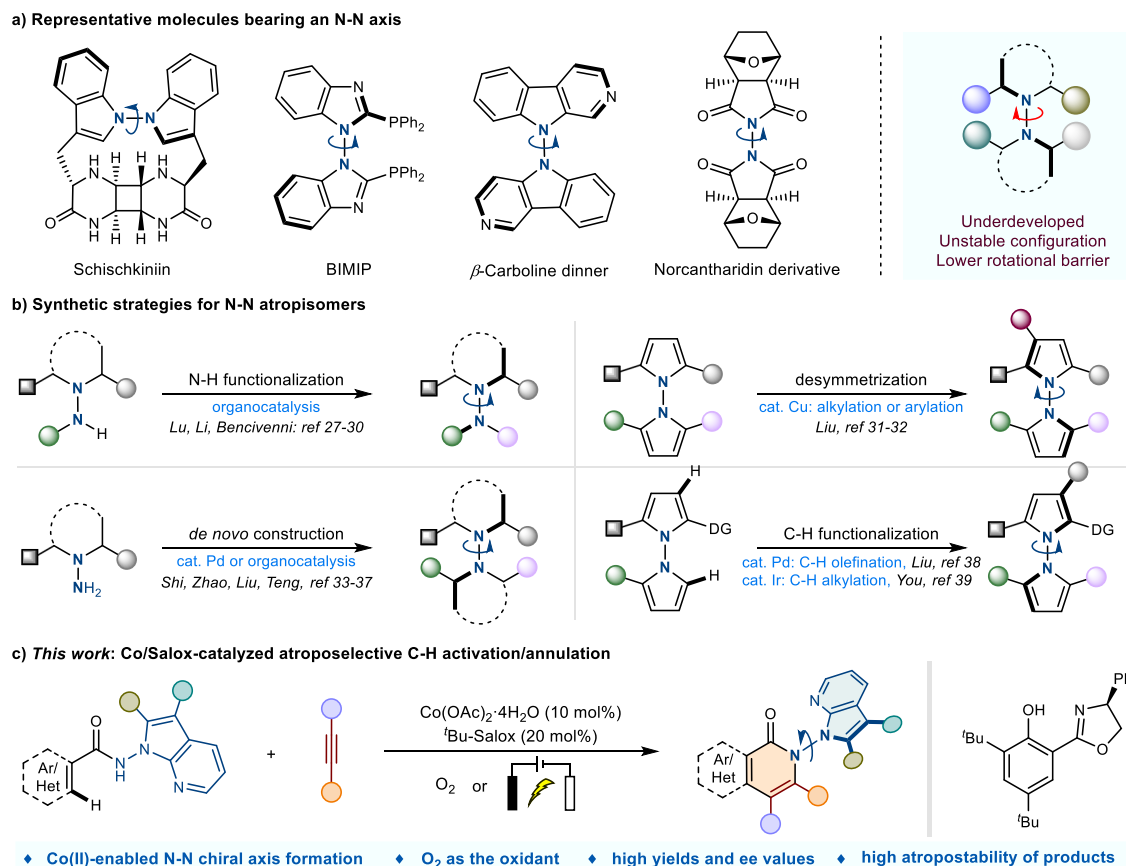 a) Representative molecules bearing an N-N axis
N N
H N N H
H H
O N N O
H H H H
Schischkiniin
N
PPh2
N
N
PPh2
N
BIMIP
N
N
N
N
β-Carboline dinner
O
H H
O N O
O N O
H H
O
Norcantharidin derivative
N
N
Underdeveloped
Unstable configuration
Lower rotational barrier
b) Synthetic strategies for N-N atropisomers
N
NH
H
N-H functionalization
organocatalysis
Lu, Li, Bencivenni: ref 27-30
N
N
N
N
desymmetrization
cat. Cu: alkylation or arylation
Liu, ref 31-32
N
N
N
NH2
de novo construction
cat. Pd or organocatalysis
Shi, Zhao, Liu, Teng, ref 33-37
N
N
H
DG
N
N
H
C-H functionalization
cat. Pd: C-H olefination, Liu, ref 38
cat. Ir: C-H alkylation, You, ref 39
DG
N
N
c) This work: Co/Salox-catalyzed atroposelective C-H activation/annulation
O
Ar/
Het
N
H
N
N
H
+
Co(OAc)2·4H2O (10 mol%)
tBu-Salox (20 mol%)
O2 or
O
Ar/
Het
N
N
N
OH
N
O
tBu
tBu
♦ Co(II)-enabled N-N chiral axis formation ♦ O2 as the oxidant ♦ high yields and ee values ♦ high atropostability of products